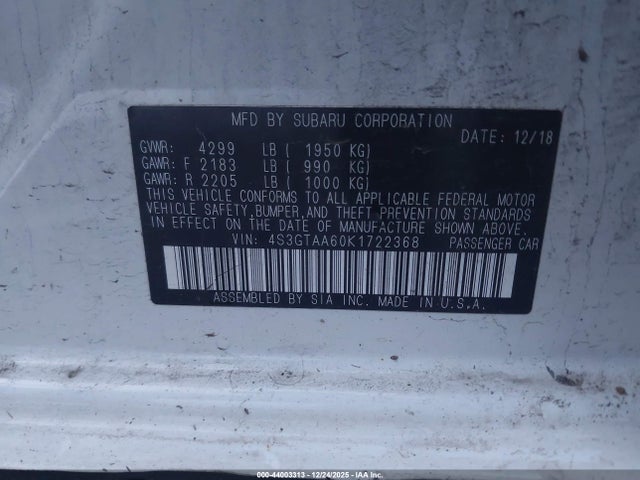 MFD BY SUBARU CORPORATION
DATE: 12/18
GVWR: 4299 LB ( 1950 KG)
GAWR: F 2183 LB ( 990 KG)
GAWR: R 2205 LB ( 1000 KG)
THIS VEHICLE CONFORMS TO ALL APPLICABLE FEDERAL MOTOR
VEHICLE SAFETY, BUMPER, AND THEFT PREVENTION STANDARDS
IN EFFECT ON THE DATE OF MANUFACTURE SHOWN ABOVE.
VIN: 4S3GTAA60K1722368 PASSENGER CAR
ASSEMBLED BY SIA INC. MADE IN U.S.A.
000-44003313 - 12/24/2025 - IAA Inc.